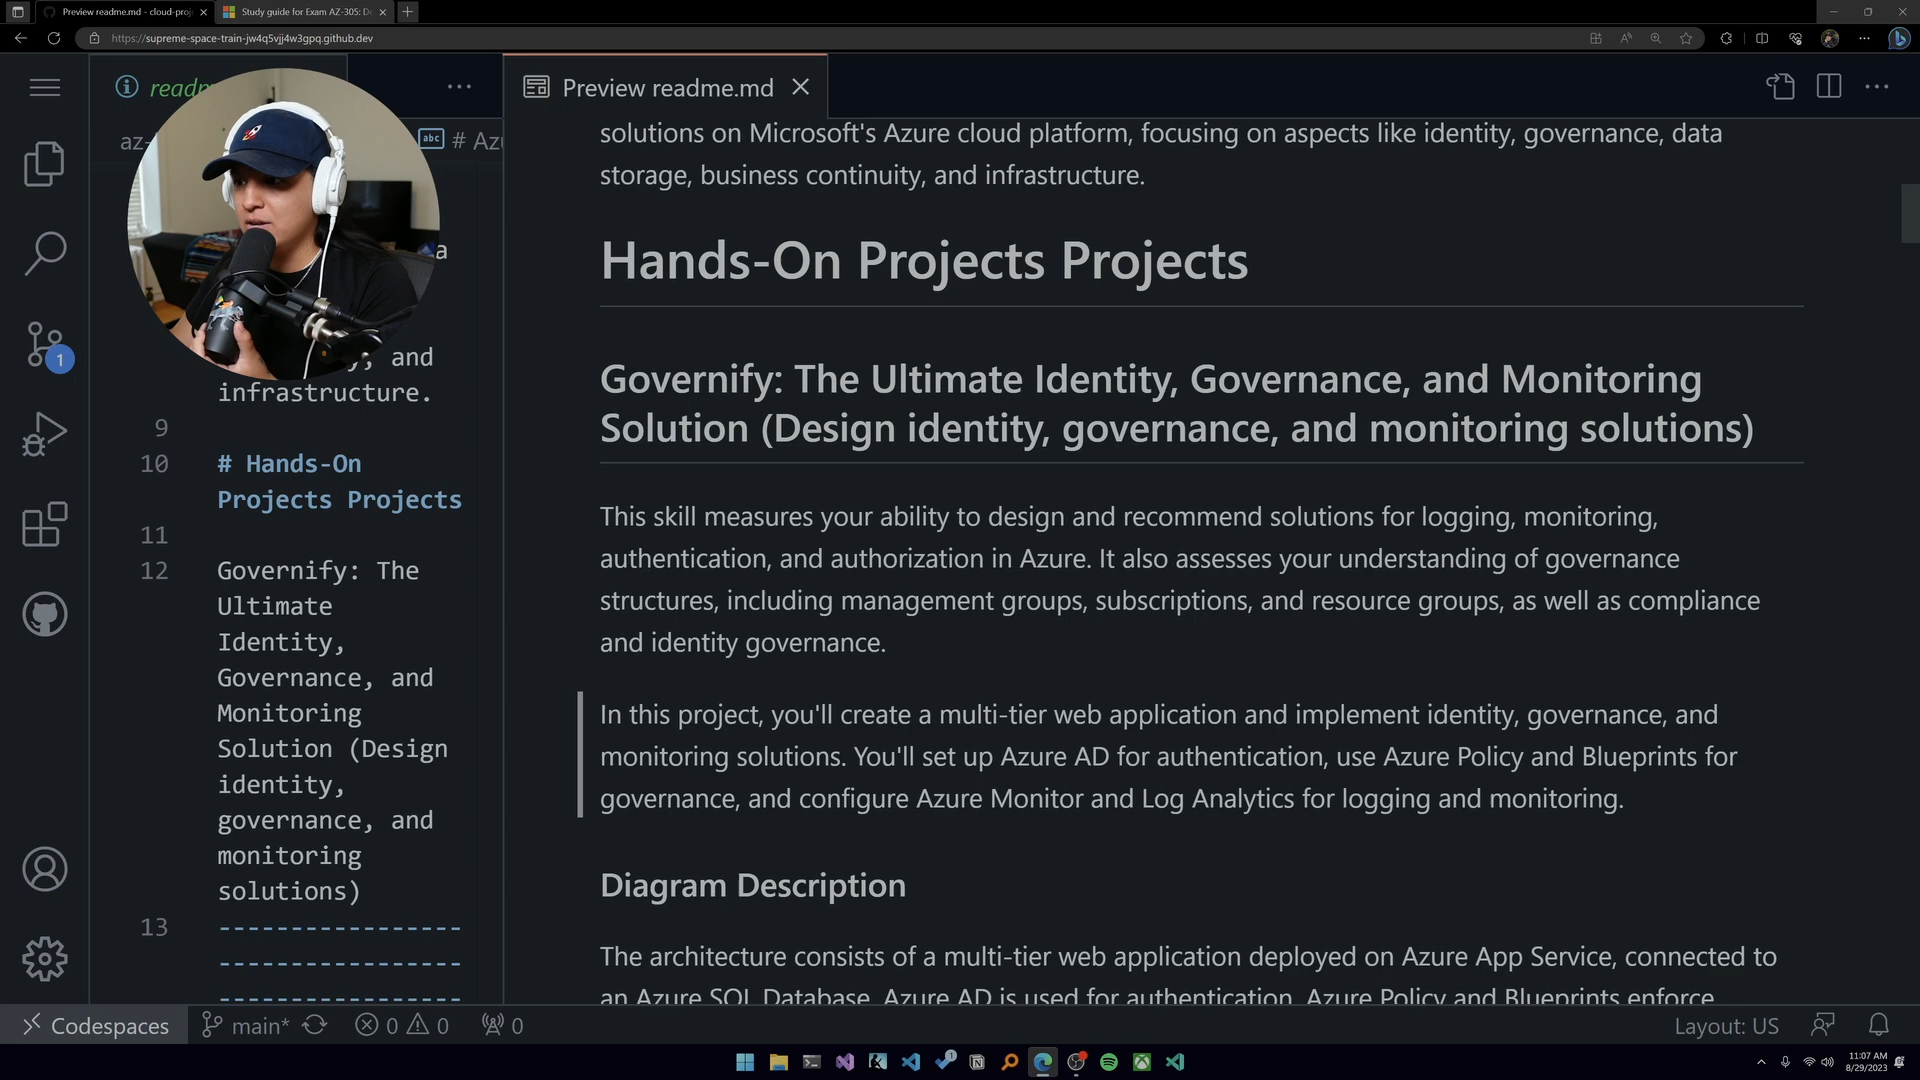 Preview readme.md - cloud-proj
Study guide for Exam AZ-305: De
https://supreme-space-train-jw4q5vjj4w3gpq.github.dev
readm
Preview readme.md
az-
abc # Az
a
and
infrastructure.
9
10 # Hands-On
Projects Projects
11
12 Governify: The
Ultimate
Identity,
Governance, and
Monitoring
Solution (Design
identity,
governance, and
monitoring
solutions)
13 -----------------
-----------------
-----------------
1
solutions on Microsoft's Azure cloud platform, focusing on aspects like identity, governance, data
storage, business continuity, and infrastructure.
Hands-On Projects Projects
Governify: The Ultimate Identity, Governance, and Monitoring
Solution (Design identity, governance, and monitoring solutions)
This skill measures your ability to design and recommend solutions for logging, monitoring,
authentication, and authorization in Azure. It also assesses your understanding of governance
structures, including management groups, subscriptions, and resource groups, as well as compliance
and identity governance.
In this project, you'll create a multi-tier web application and implement identity, governance, and
monitoring solutions. You'll set up Azure AD for authentication, use Azure Policy and Blueprints for
governance, and configure Azure Monitor and Log Analytics for logging and monitoring.
Diagram Description
The architecture consists of a multi-tier web application deployed on Azure App Service, connected to
an Azure SQL Database. Azure AD is used for authentication. Azure Policy and Blueprints enforce
Codespaces main* 0 0 0
Layout: US
11:07 AM
8/29/2023